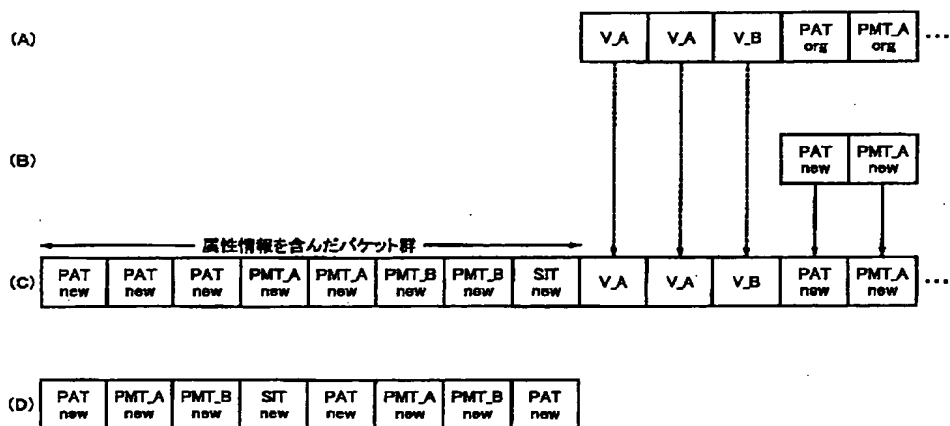 (A) V_A V_A V_B PAT org PMT_A org ...
(B) PAT new PMT_A new
属性情報を含んだパケット群
(C) PAT new PAT new PAT new PMT_A new PMT_A new PMT_B new PMT_B new SIT new V_A V_A V_B PAT new PMT_A new ...
(D) PAT new PMT_A new PMT_B new SIT new PAT new PMT_A new PMT_B new PAT new